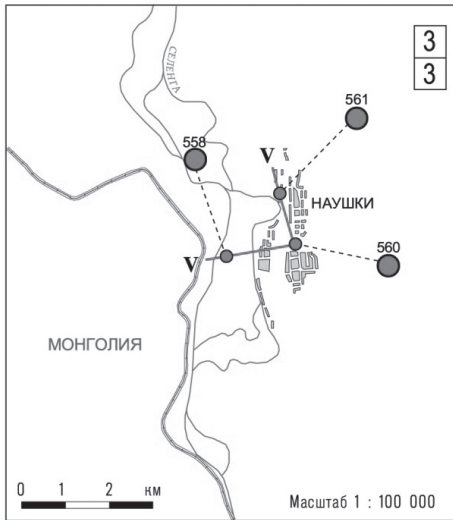 3
3
СЕЛЕНГА
561
558
V
НАУШКИ
V
560
МОНГОЛИЯ
0 1 2 км
Масштаб 1 : 100 000